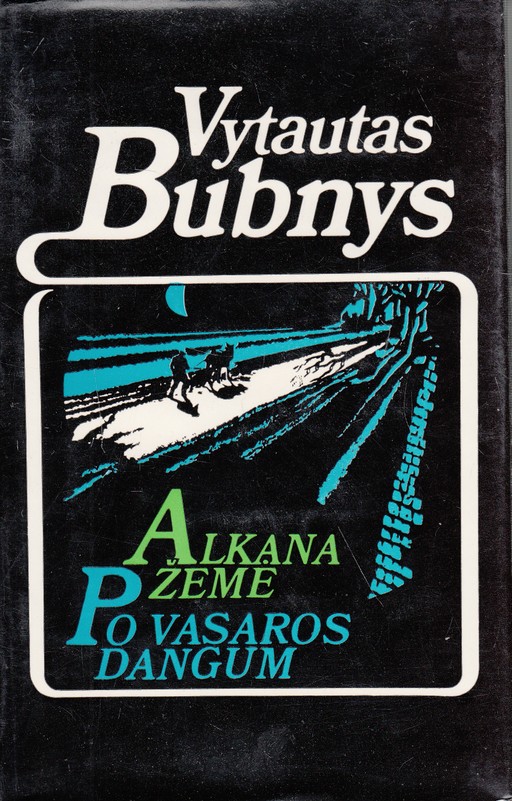 Vytautas
Bubnys
ALKANA
ŽEMĖ
PO VASAROS
DANGUM